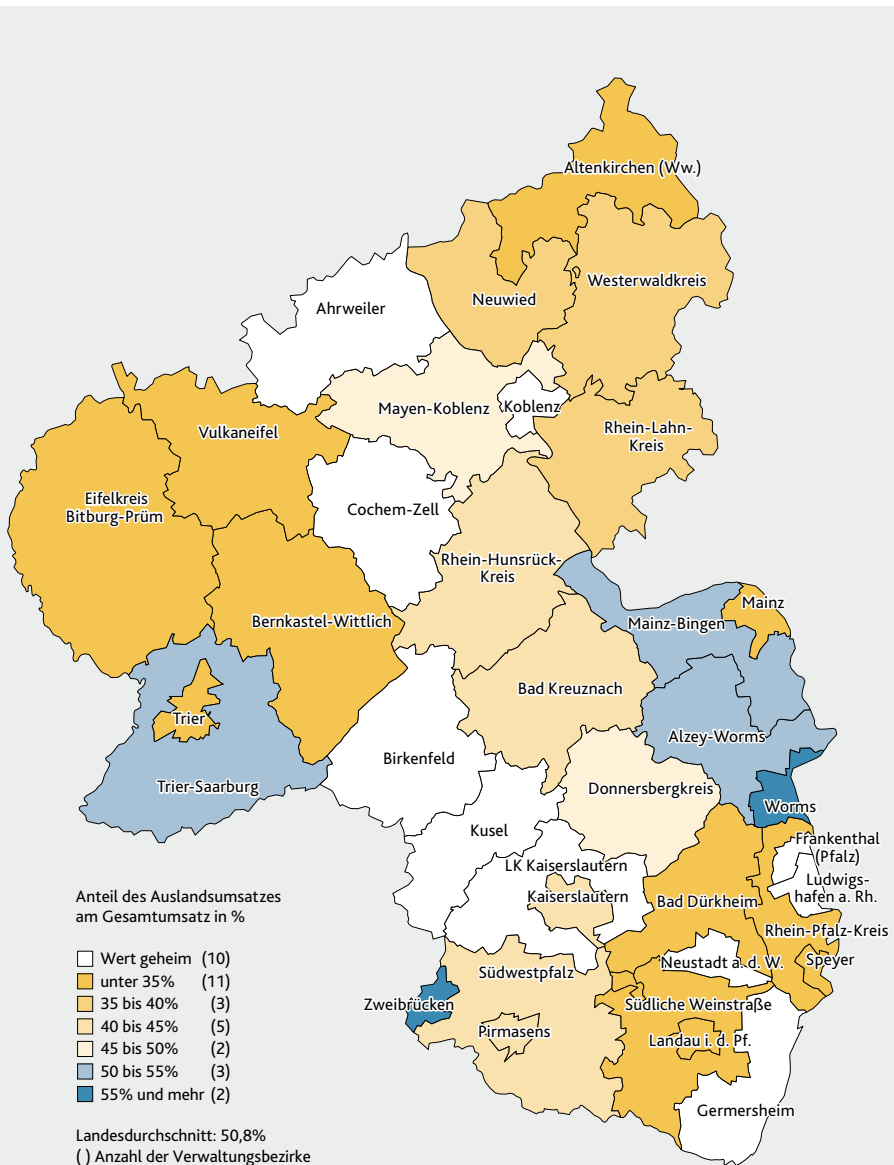 Altenkirchen (Ww.)
Westerwaldkreis
Neuwied
Ahrweiler
Mayen-Koblenz
Koblenz
Rhein-Lahn-
Kreis
Vulkaneifel
Eifelkreis
Bitburg-Prüm
Cochem-Zell
Rhein-Hunsrück-
Kreis
Bernkastel-Wittlich
Mainz
Mainz-Bingen
Bad Kreuznach
Trier
Alzey-Worms
Birkenfeld
Trier-Saarburg
Donnersbergkreis
Worms
Kusel
Frankenthal
(Pfalz)
LK Kaiserslautern
Ludwigs-
hafen a. Rh.
Kaiserslautern
Bad Dürkheim
Rhein-Pfalz-Kreis
Neustadt a. d. W.
Speyer
Südwestpfalz
Zweibrücken
Südliche Weinstraße
Pirmasens
Landau i. d. Pf.
Germersheim
Anteil des Auslandsumsatzes
am Gesamtumsatz in %
Wert geheim (10)
unter 35% (11)
35 bis 40% (3)
40 bis 45% (5)
45 bis 50% (2)
50 bis 55% (3)
55% und mehr (2)
Landesdurchschnitt: 50,8%
( ) Anzahl der Verwaltungsbezirke